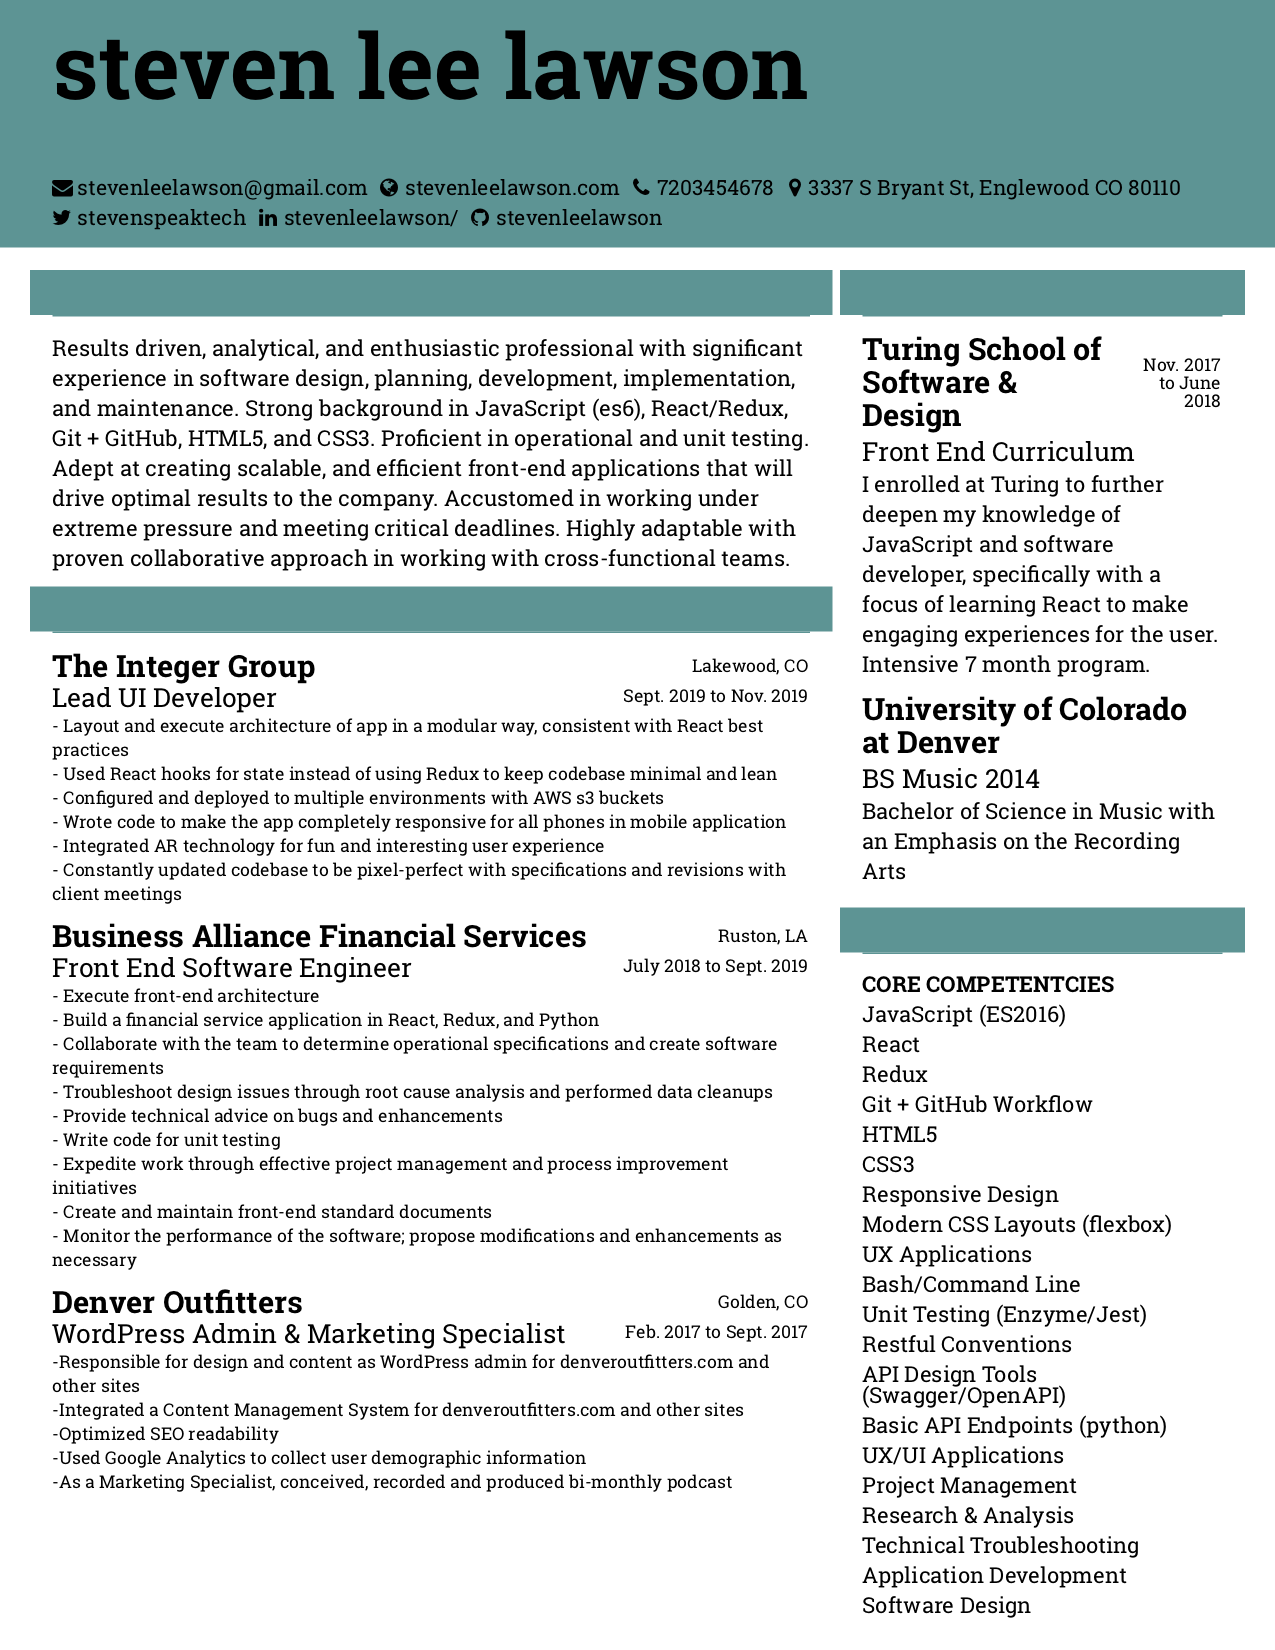 steven lee lawson
stevenleelawson@gmail.com stevenleelawson.com 7203454678 3337 S Bryant St, Englewood CO 80110
stevenspeaktech stevenleelawson/ stevenleelawson
Results driven, analytical, and enthusiastic professional with significant
experience in software design, planning, development, implementation,
and maintenance. Strong background in JavaScript (es6), React/Redux,
Git + GitHub, HTML5, and CSS3. Proficient in operational and unit testing.
Adept at creating scalable, and efficient front-end applications that will
drive optimal results to the company. Accustomed in working under
extreme pressure and meeting critical deadlines. Highly adaptable with
proven collaborative approach in working with cross-functional teams.
The Integer Group
Lakewood, CO
Lead UI Developer
Sept. 2019 to Nov. 2019
- Layout and execute architecture of app in a modular way, consistent with React best
practices
- Used React hooks for state instead of using Redux to keep codebase minimal and lean
- Configured and deployed to multiple environments with AWS s3 buckets
- Wrote code to make the app completely responsive for all phones in mobile application
- Integrated AR technology for fun and interesting user experience
- Constantly updated codebase to be pixel-perfect with specifications and revisions with
client meetings
Business Alliance Financial Services
Ruston, LA
Front End Software Engineer
July 2018 to Sept. 2019
- Execute front-end architecture
- Build a financial service application in React, Redux, and Python
- Collaborate with the team to determine operational specifications and create software
requirements
- Troubleshoot design issues through root cause analysis and performed data cleanups
- Provide technical advice on bugs and enhancements
- Write code for unit testing
- Expedite work through effective project management and process improvement
initiatives
- Create and maintain front-end standard documents
- Monitor the performance of the software; propose modifications and enhancements as
necessary
Denver Outfitters
Golden, CO
WordPress Admin & Marketing Specialist
Feb. 2017 to Sept. 2017
-Responsible for design and content as WordPress admin for denveroutfitters.com and
other sites
-Integrated a Content Management System for denveroutfitters.com and other sites
-Optimized SEO readability
-Used Google Analytics to collect user demographic information
-As a Marketing Specialist, conceived, recorded and produced bi-monthly podcast
Turing School of
Software &
Design
Nov. 2017
to June
2018
Front End Curriculum
I enrolled at Turing to further
deepen my knowledge of
JavaScript and software
developer, specifically with a
focus of learning React to make
engaging experiences for the user.
Intensive 7 month program.
University of Colorado
at Denver
BS Music 2014
Bachelor of Science in Music with
an Emphasis on the Recording
Arts
CORE COMPETENTCIES
JavaScript (ES2016)
React
Redux
Git + GitHub Workflow
HTML5
CSS3
Responsive Design
Modern CSS Layouts (flexbox)
UX Applications
Bash/Command Line
Unit Testing (Enzyme/Jest)
Restful Conventions
API Design Tools
(Swagger/OpenAPI)
Basic API Endpoints (python)
UX/UI Applications
Project Management
Research & Analysis
Technical Troubleshooting
Application Development
Software Design